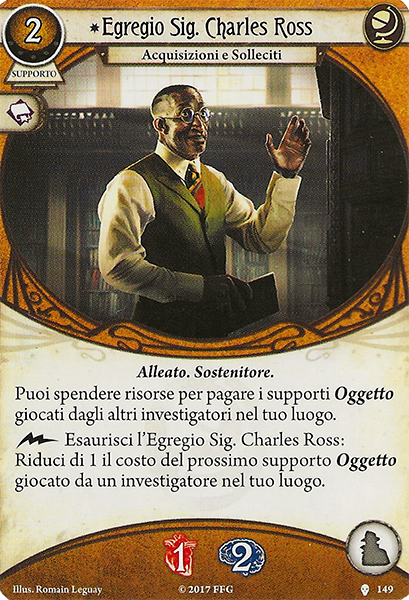 2
*Egregio Sig. Charles Ross
Acquisizioni e Solleciti
SUPPORTO
Alleato. Sostenitore.
Puoi spendere risorse per pagare i supporti Oggetto
giocati dagli altri investigatori nel tuo luogo.
Esaurisci l'Egregio Sig. Charles Ross:
Riduci di 1 il costo del prossimo supporto Oggetto
giocato da un investigatore nel tuo luogo.
1 2
Illus. Romain Leguay © 2017 FFG 149